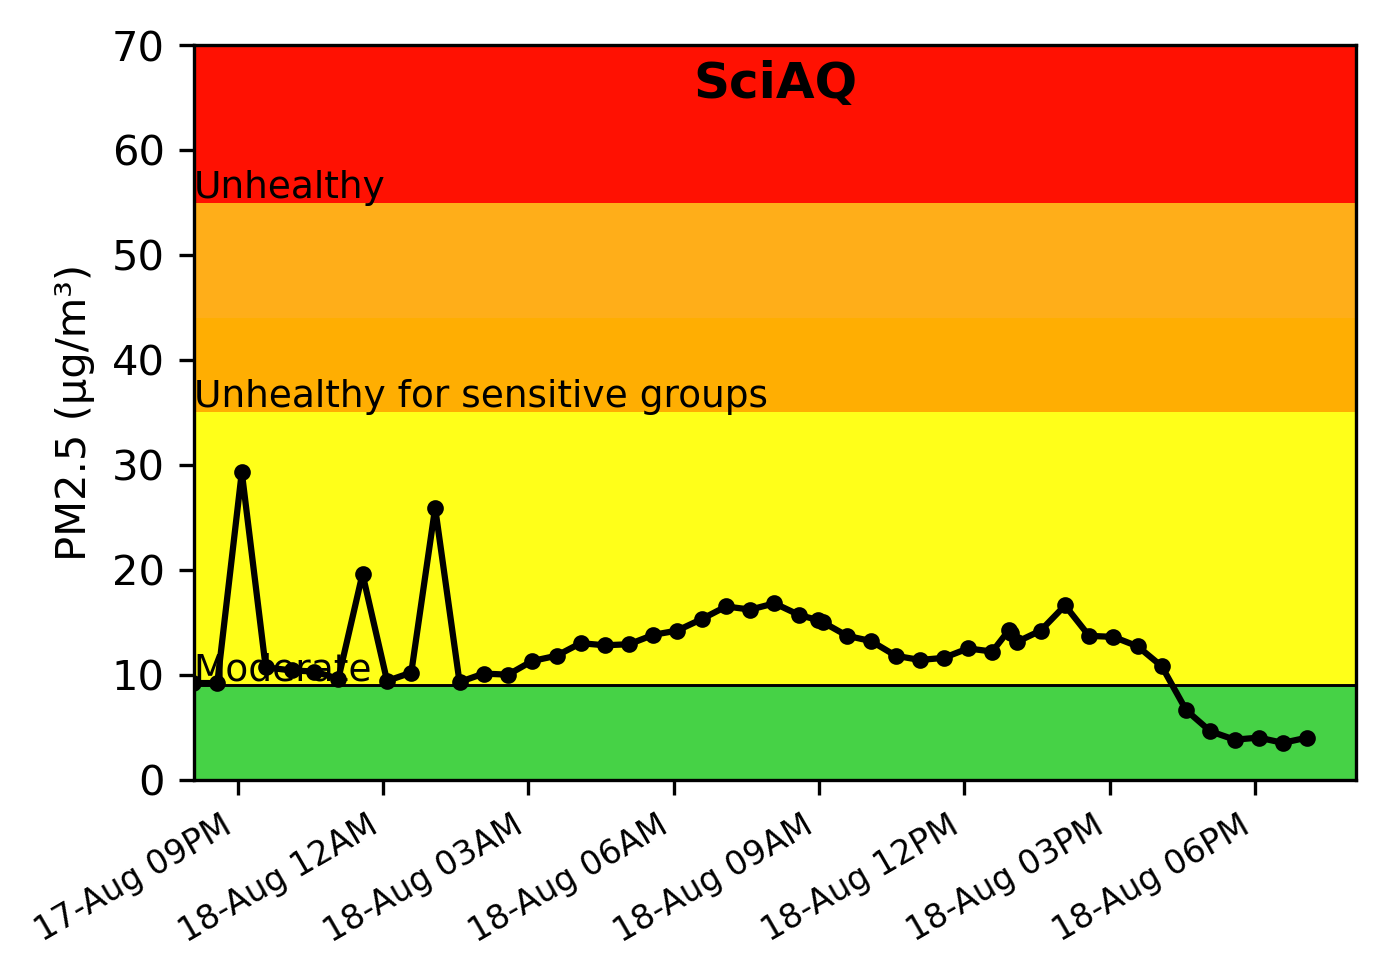 SciAQ
70
60
50
40
30
20
10
0
PM2.5 (µg/m³)
Unhealthy
Unhealthy for sensitive groups
Moderate
17-Aug 09PM
18-Aug 12AM
18-Aug 03AM
18-Aug 06AM
18-Aug 09AM
18-Aug 12PM
18-Aug 03PM
18-Aug 06PM